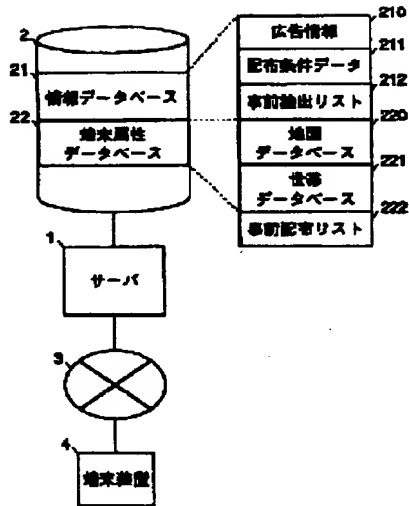 2
21
情報データベース
22
端末属性
データベース
210
広告情報
211
配布条件データ
212
事前抽出リスト
220
地図
データベース
221
世帯
データベース
222
事前配布リスト
1
サーバ
3
4
端末装置